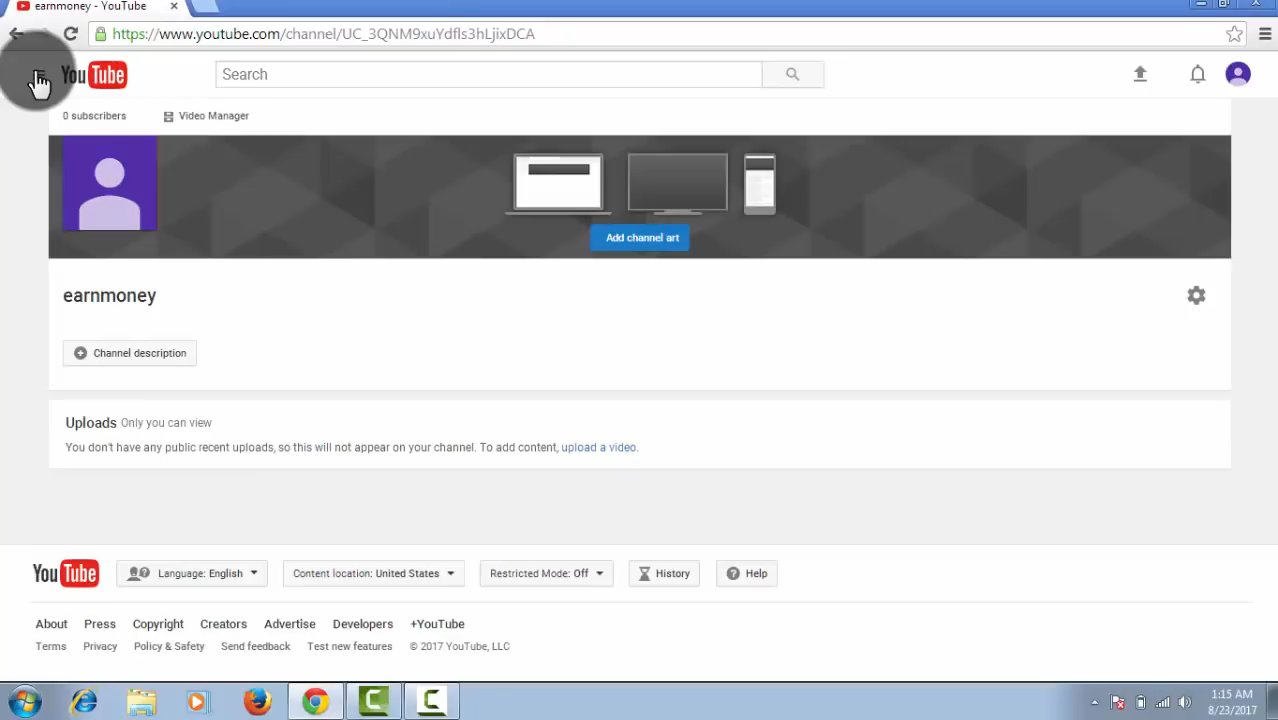 earnmoney - YouTube
https://www.youtube.com/channel/UC_3QNM9xuYdfls3hLjixDCA
YouTube
Search
0 subscribers
Video Manager
Add channel art
earnmoney
Channel description
Uploads Only you can view
You don't have any public recent uploads, so this will not appear on your channel. To add content, upload a video.
YouTube
Language: English
Content location: United States
Restricted Mode: Off
History
Help
About Press Copyright Creators Advertise Developers +YouTube
Terms Privacy Policy & Safety Send feedback Test new features © 2017 YouTube, LLC
1:15 AM
8/23/2017